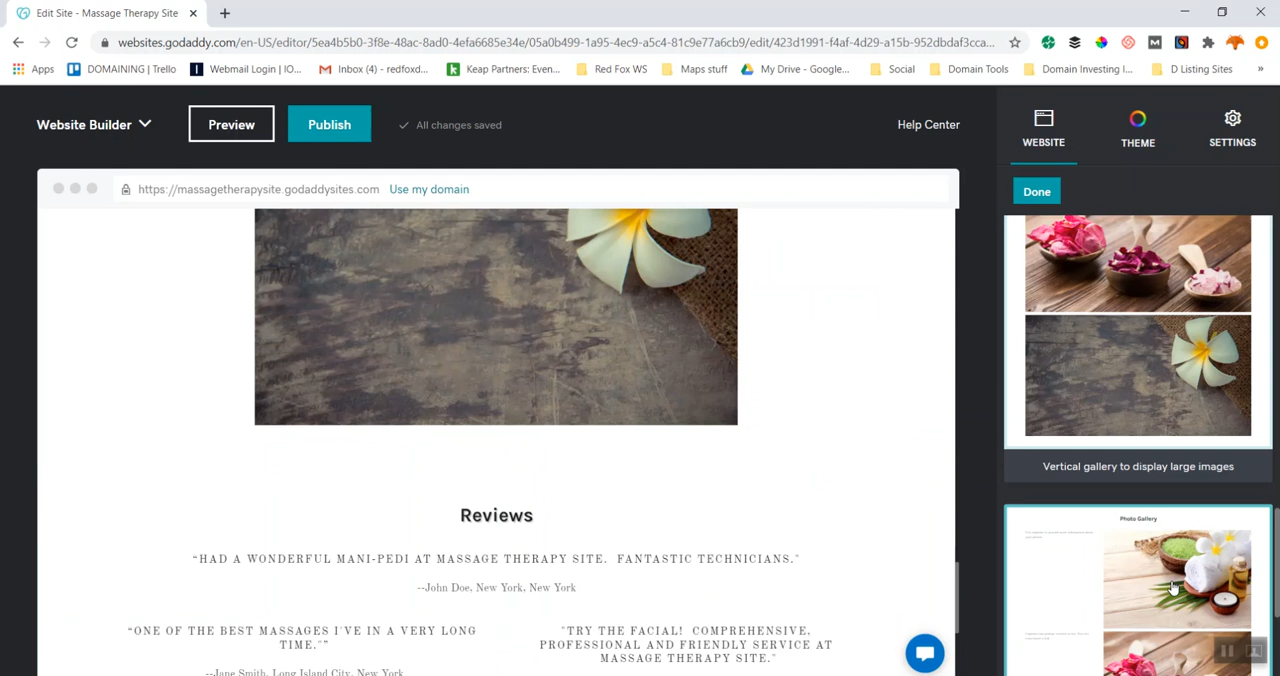 Edit Site - Massage Therapy Site
websites.godaddy.com/en-US/editor/5ea4b5b0-3f8e-48ac-8ad0-4efa6685e34e/05a0b499-1a95-4ec9-a5c4-81c9e77a6cb9/edit/423d1991-f4af-4d29-a15b-952dbdaf3cca...
Apps DOMAINING | Trello Webmail Login | IO... Inbox (4) - redfoxd... Keap Partners: Even... Red Fox WS Maps stuff My Drive - Google... Social Domain Tools Domain Investing I... D Listing Sites »
Website Builder Preview Publish All changes saved Help Center
WEBSITE THEME SETTINGS
https://massagetherapysite.godaddysites.com Use my domain
Done
Vertical gallery to display large images
Photo Gallery
Reviews
“HAD A WONDERFUL MANI-PEDI AT MASSAGE THERAPY SITE. FANTASTIC TECHNICIANS."
--John Doe, New York, New York
“ONE OF THE BEST MASSAGES I'VE IN A VERY LONG
TIME.”"
--Jane Smith, Long Island City, New York
"TRY THE FACIAL! COMPREHENSIVE,
PROFESSIONAL AND FRIENDLY SERVICE AT
MASSAGE THERAPY SITE."